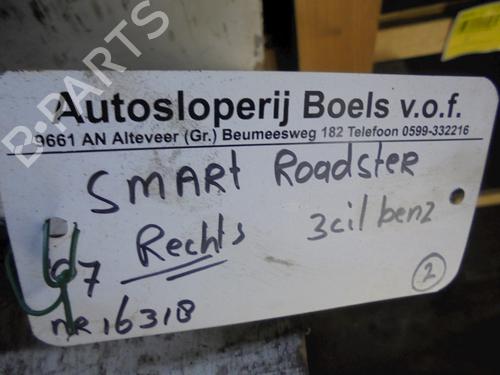 B-PARTS
Autosloperij Boels v.o.f.
9661 AN Alteveer (Gr.) Beumeesweg 182 Telefoon 0599-332216
SMARt Roadster
Rechts 3cil benz
07
nr 16318
2